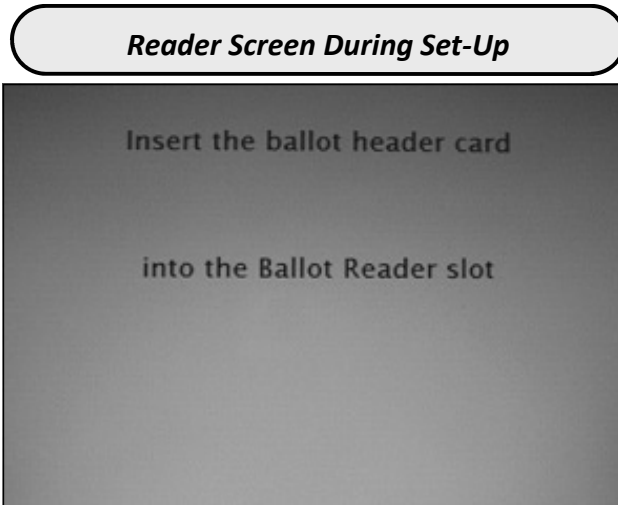 Reader Screen During Set-Up
Insert the ballot header card
into the Ballot Reader slot